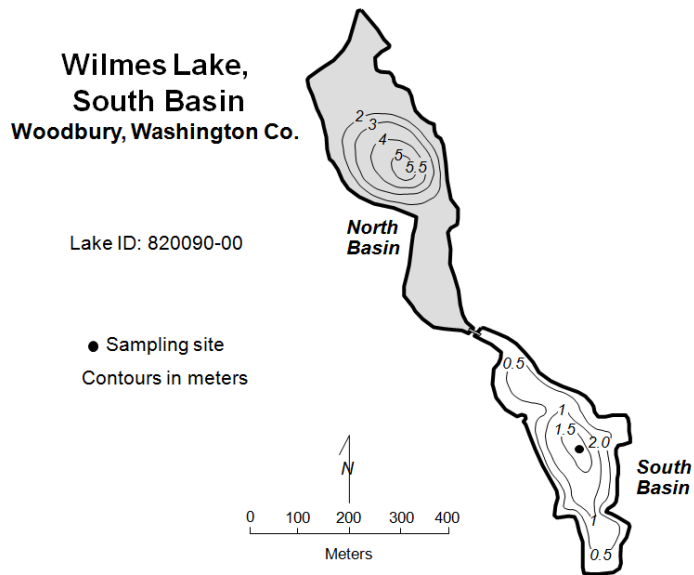 Wilmes Lake,
South Basin
Woodbury, Washington Co.
Lake ID: 820090-00
Sampling site
Contours in meters
N
0 100 200 300 400
Meters
2
3
4
5
5.5
North
Basin
0.5
1
1.5
2.0
South
Basin
1
0.5